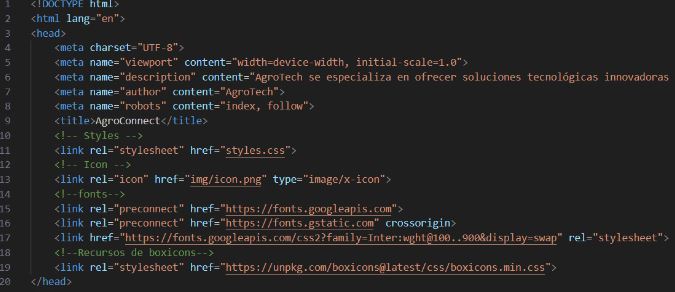 1 <!DOCTYPE html>
2 <html lang="en">
3 <head>
4 <meta charset="UTF-8">
5 <meta name="viewport" content="width=device-width, initial-scale=1.0">
6 <meta name="description" content="AgroTech se especializa en ofrecer soluciones tecnológicas innovadoras
7 <meta name="author" content="AgroTech">
8 <meta name="robots" content="index, follow">
9 <title>AgroConnect</title>
10 <!-- Styles -->
11 <link rel="stylesheet" href="styles.css">
12 <!-- Icon -->
13 <link rel="icon" href="img/icon.png" type="image/x-icon">
14 <!--fonts-->
15 <link rel="preconnect" href="https://fonts.googleapis.com">
16 <link rel="preconnect" href="https://fonts.gstatic.com" crossorigin>
17 <link href="https://fonts.googleapis.com/css2?family=Inter:wght@100..900&display=swap" rel="stylesheet">
18 <!--Recursos de boxicons-->
19 <link rel="stylesheet" href="https://unpkg.com/boxicons@latest/css/boxicons.min.css">
20 </head>